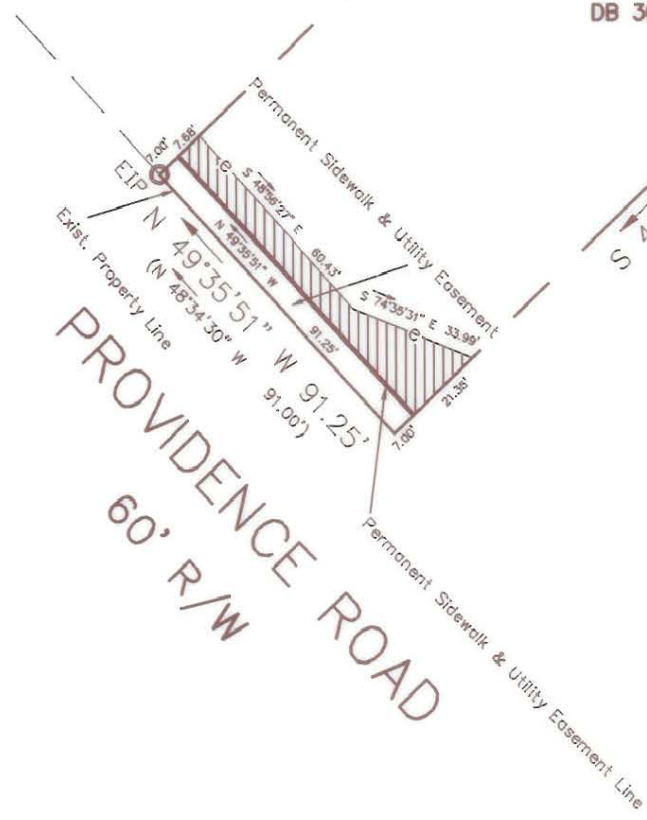 DB 3
Permanent Sidewalk & Utility Easement
7.00'
7.68'
EIP
e
S 48°56'27" E
60.43'
N 49°35'51" W
91.25'
S 74°35'31" E 33.99'
e
21.36'
7.00'
S
N 49°35'51" W 91.25'
(N 48°34'30" W
91.00')
Exist. Property Line
PROVIDENCE ROAD
60' R/W
Permanent Sidewalk & Utility Easement Line